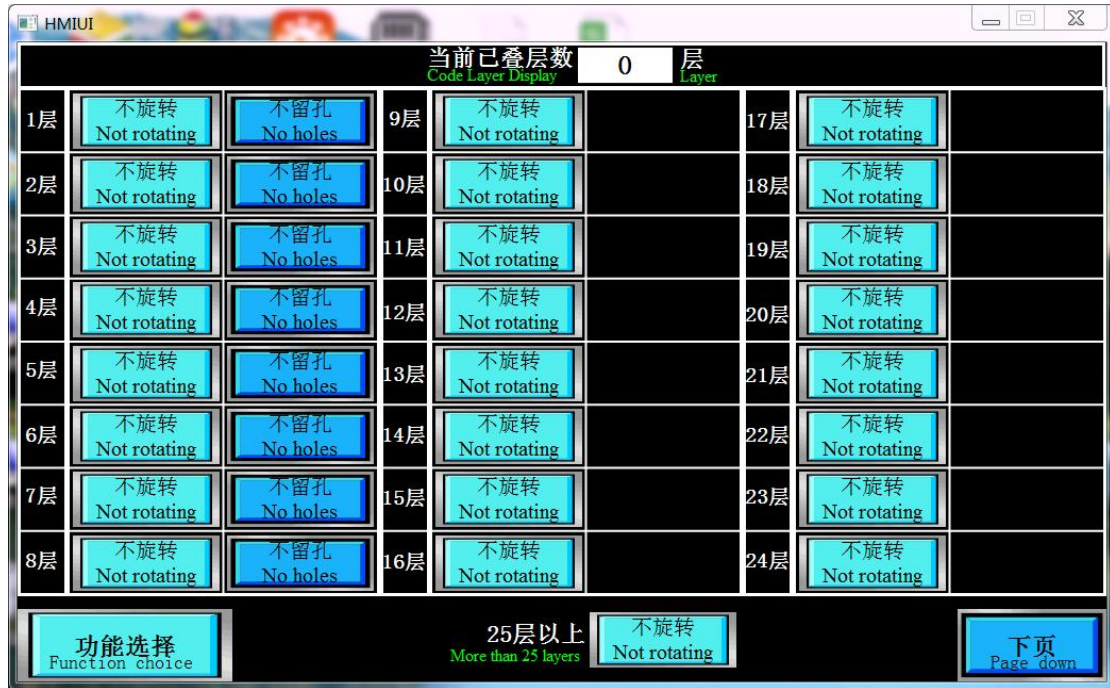 HMIUI
当前已叠层数 0 层
Code Layer Display Layer
1层 不旋转 不留孔 9层 不旋转 17层 不旋转
Not rotating No holes Not rotating Not rotating
2层 不旋转 不留孔 10层 不旋转 18层 不旋转
Not rotating No holes Not rotating Not rotating
3层 不旋转 不留孔 11层 不旋转 19层 不旋转
Not rotating No holes Not rotating Not rotating
4层 不旋转 不留孔 12层 不旋转 20层 不旋转
Not rotating No holes Not rotating Not rotating
5层 不旋转 不留孔 13层 不旋转 21层 不旋转
Not rotating No holes Not rotating Not rotating
6层 不旋转 不留孔 14层 不旋转 22层 不旋转
Not rotating No holes Not rotating Not rotating
7层 不旋转 不留孔 15层 不旋转 23层 不旋转
Not rotating No holes Not rotating Not rotating
8层 不旋转 不留孔 16层 不旋转 24层 不旋转
Not rotating No holes Not rotating Not rotating
功能选择 25层以上 不旋转 下页
Function choice More than 25 layers Not rotating Page down